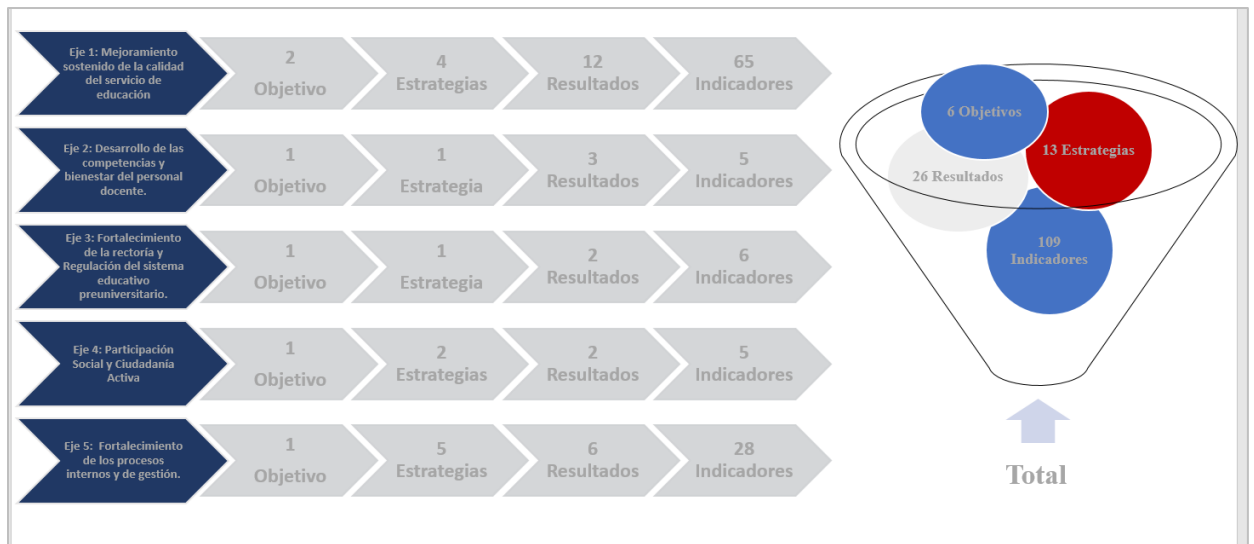 Eje 1: Mejoramiento
sostenido de la calidad
del servicio de
educación
2
Objetivo
4
Estrategias
12
Resultados
65
Indicadores
Eje 2: Desarrollo de las
competencias y
bienestar del personal
docente.
1
Objetivo
1
Estrategia
3
Resultados
5
Indicadores
Eje 3: Fortalecimiento
de la rectoría y
Regulación del sistema
educativo
preuniversitario.
1
Objetivo
1
Estrategia
2
Resultados
6
Indicadores
Eje 4: Participación
Social y Ciudadanía
Activa
1
Objetivo
2
Estrategias
2
Resultados
5
Indicadores
Eje 5: Fortalecimiento
de los procesos
internos y de gestión.
1
Objetivo
5
Estrategias
6
Resultados
28
Indicadores
6 Objetivos
13 Estrategias
26 Resultados
109
Indicadores
Total